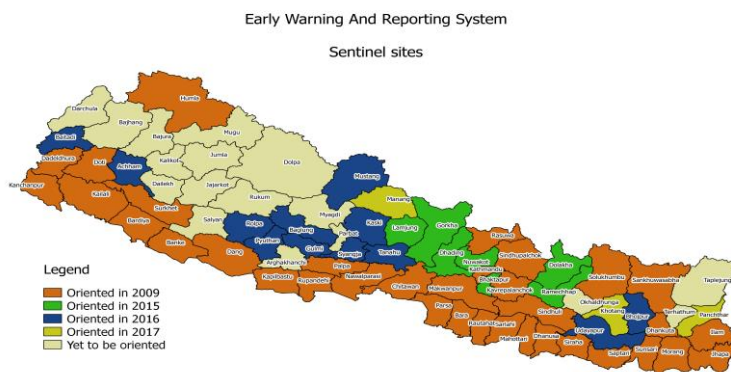 Early Warning And Reporting System
Sentinel sites
Humla
Darchula
Bajhang
Mugu
Baitadi
Bajura
Dadeldhura
Doti
Achham
Kalikot
Jumla
Dolpa
Mustang
Kanchanpur
Kailali
Dailekh
Jajarkot
Rukum
Manang
Surkhet
Salyan
Myagdi
Kaski
Lamjung
Gorkha
Rasuwa
Bardiya
Rolpa
Baglung
Parbat
Banke
Pyuthan
Gulmi
Syangja
Tanahu
Dhading
Nuwakot
Sindhupalchok
Dolakha
Dang
Arghakhanchi
Palpa
Kathmandu
Solukhumbu
Sankhuwasabha
Taplejung
Kapilbastu
Rupandehi
Nawalparasi
Chitawan
Makwanpur
Bhaktapur
Kavrepalanchok
Ramechhap
Okhaldhunga
Khotang
Bhojpur
Terhathum
Panchthar
Parsa
Bara
Rautahat
Sarlahi
Sindhuli
Udayapur
Dhankuta
Ilam
Mahottari
Dhanusa
Siraha
Saptari
Sunsari
Morang
Jhapa
Legend
Oriented in 2009
Oriented in 2015
Oriented in 2016
Oriented in 2017
Yet to be oriented